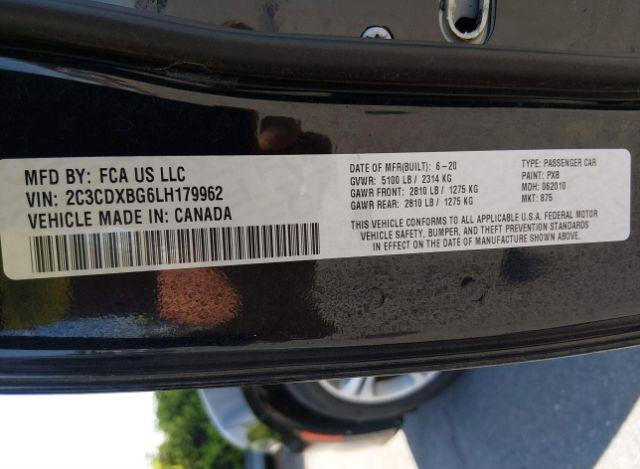 MFD BY: FCA US LLC
VIN: 2C3CDXBG6LH179962
VEHICLE MADE IN: CANADA
DATE OF MFR(BUILT): 6-20
GVWR: 5100 LB / 2314 KG
GAWR FRONT: 2810 LB / 1275 KG
GAWR REAR: 2810 LB / 1275 KG
TYPE: PASSENGER CAR
PAINT: PX8
MDH: 062010
MKT: 875
THIS VEHICLE CONFORMS TO ALL APPLICABLE U.S.A. FEDERAL MOTOR
VEHICLE SAFETY, BUMPER, AND THEFT PREVENTION STANDARDS
IN EFFECT ON THE DATE OF MANUFACTURE SHOWN ABOVE.